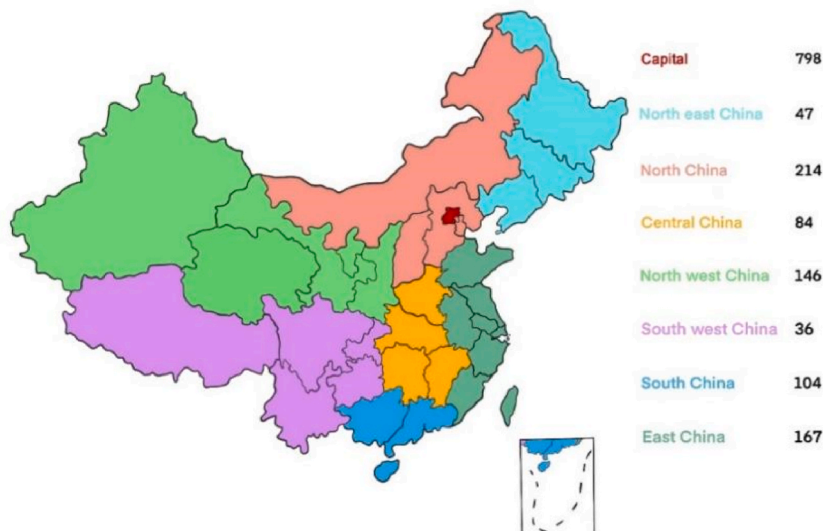 Capital 798
North east China 47
North China 214
Central China 84
North west China 146
South west China 36
South China 104
East China 167